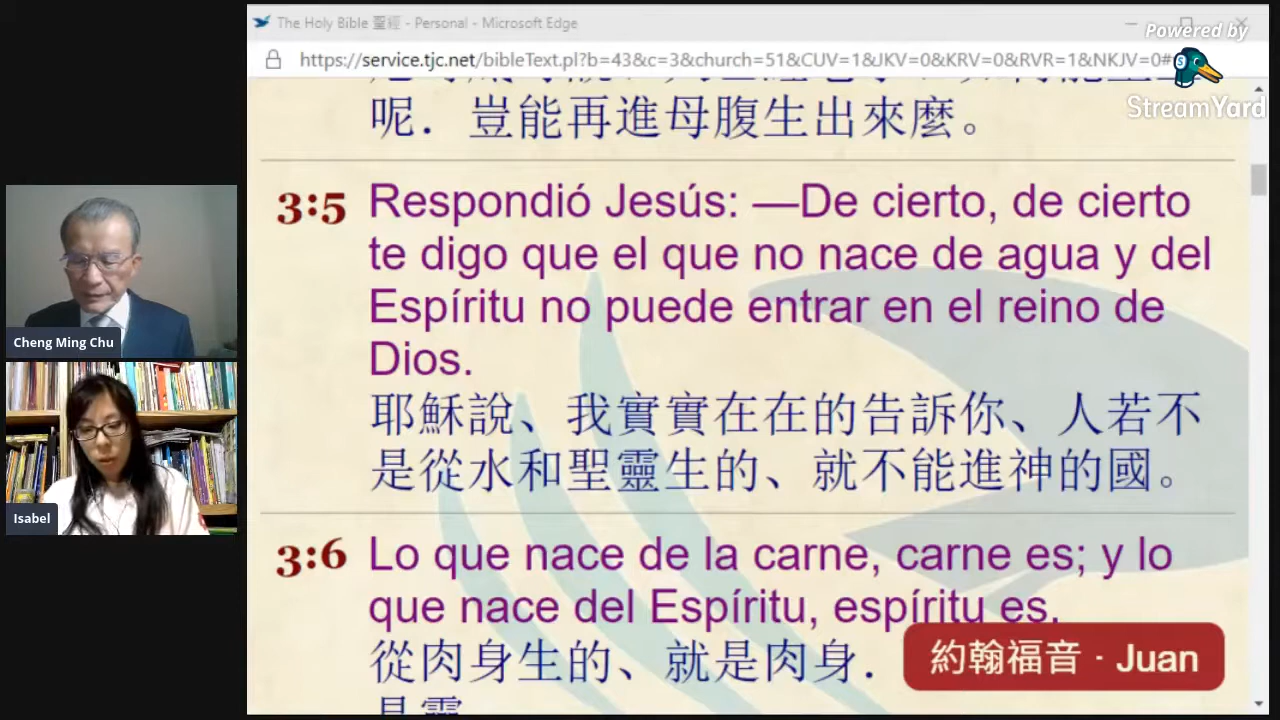 The Holy Bible 聖經 - Personal - Microsoft Edge
Powered by
https://service.tjc.net/bibleText.pl?b=43&c=3&church=51&CUV=1&JKV=0&KRV=0&RVR=1&NKJV=0#
StreamYard
呢．豈能再進母腹生出來麼。
3:5 Respondió Jesús: —De cierto, de cierto
te digo que el que no nace de agua y del
Espíritu no puede entrar en el reino de
Dios.
耶穌說、我實實在在的告訴你、人若不
是從水和聖靈生的、就不能進神的國。
3:6 Lo que nace de la carne, carne es; y lo
que nace del Espíritu, espíritu es.
從肉身生的、就是肉身．
約翰福音 · Juan
Cheng Ming Chu
Isabel